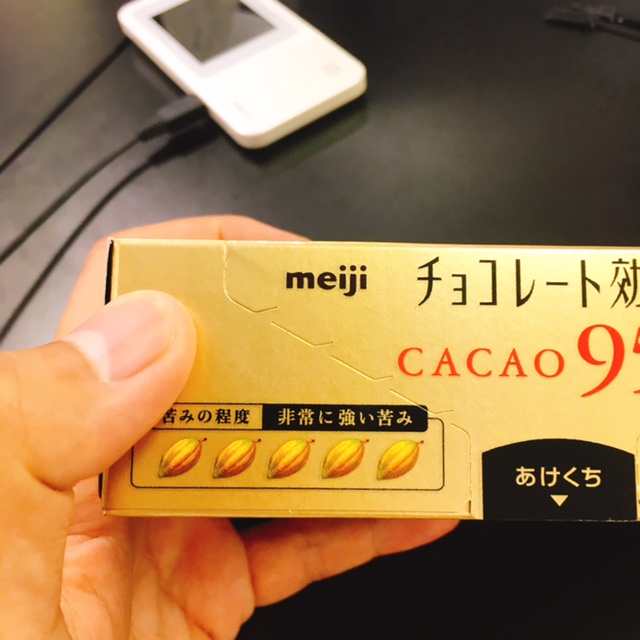 meiji
チョコレート効
CACAO 9
苦みの程度 非常に強い苦み
あけくち